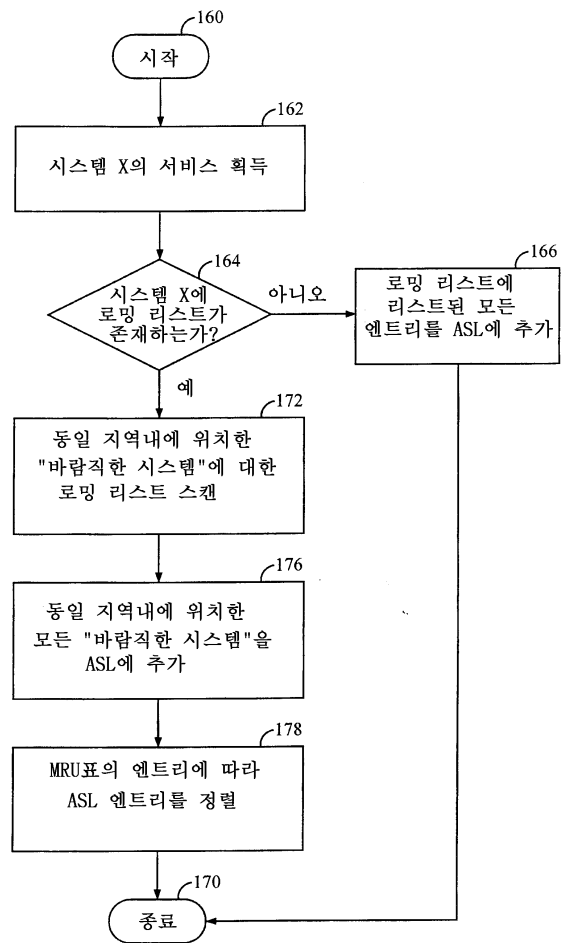 160
시작
162
시스템 X의 서비스 획득
164
시스템 X에
로밍 리스트가
존재하는가?
아니오
166
로밍 리스트에
리스트된 모든
엔트리를 ASL에 추가
예
172
동일 지역내에 위치한
"바람직한 시스템"에 대한
로밍 리스트 스캔
176
동일 지역내에 위치한
모든 "바람직한 시스템"을
ASL에 추가
178
MRU표의 엔트리에 따라
ASL 엔트리를 정렬
170
종료